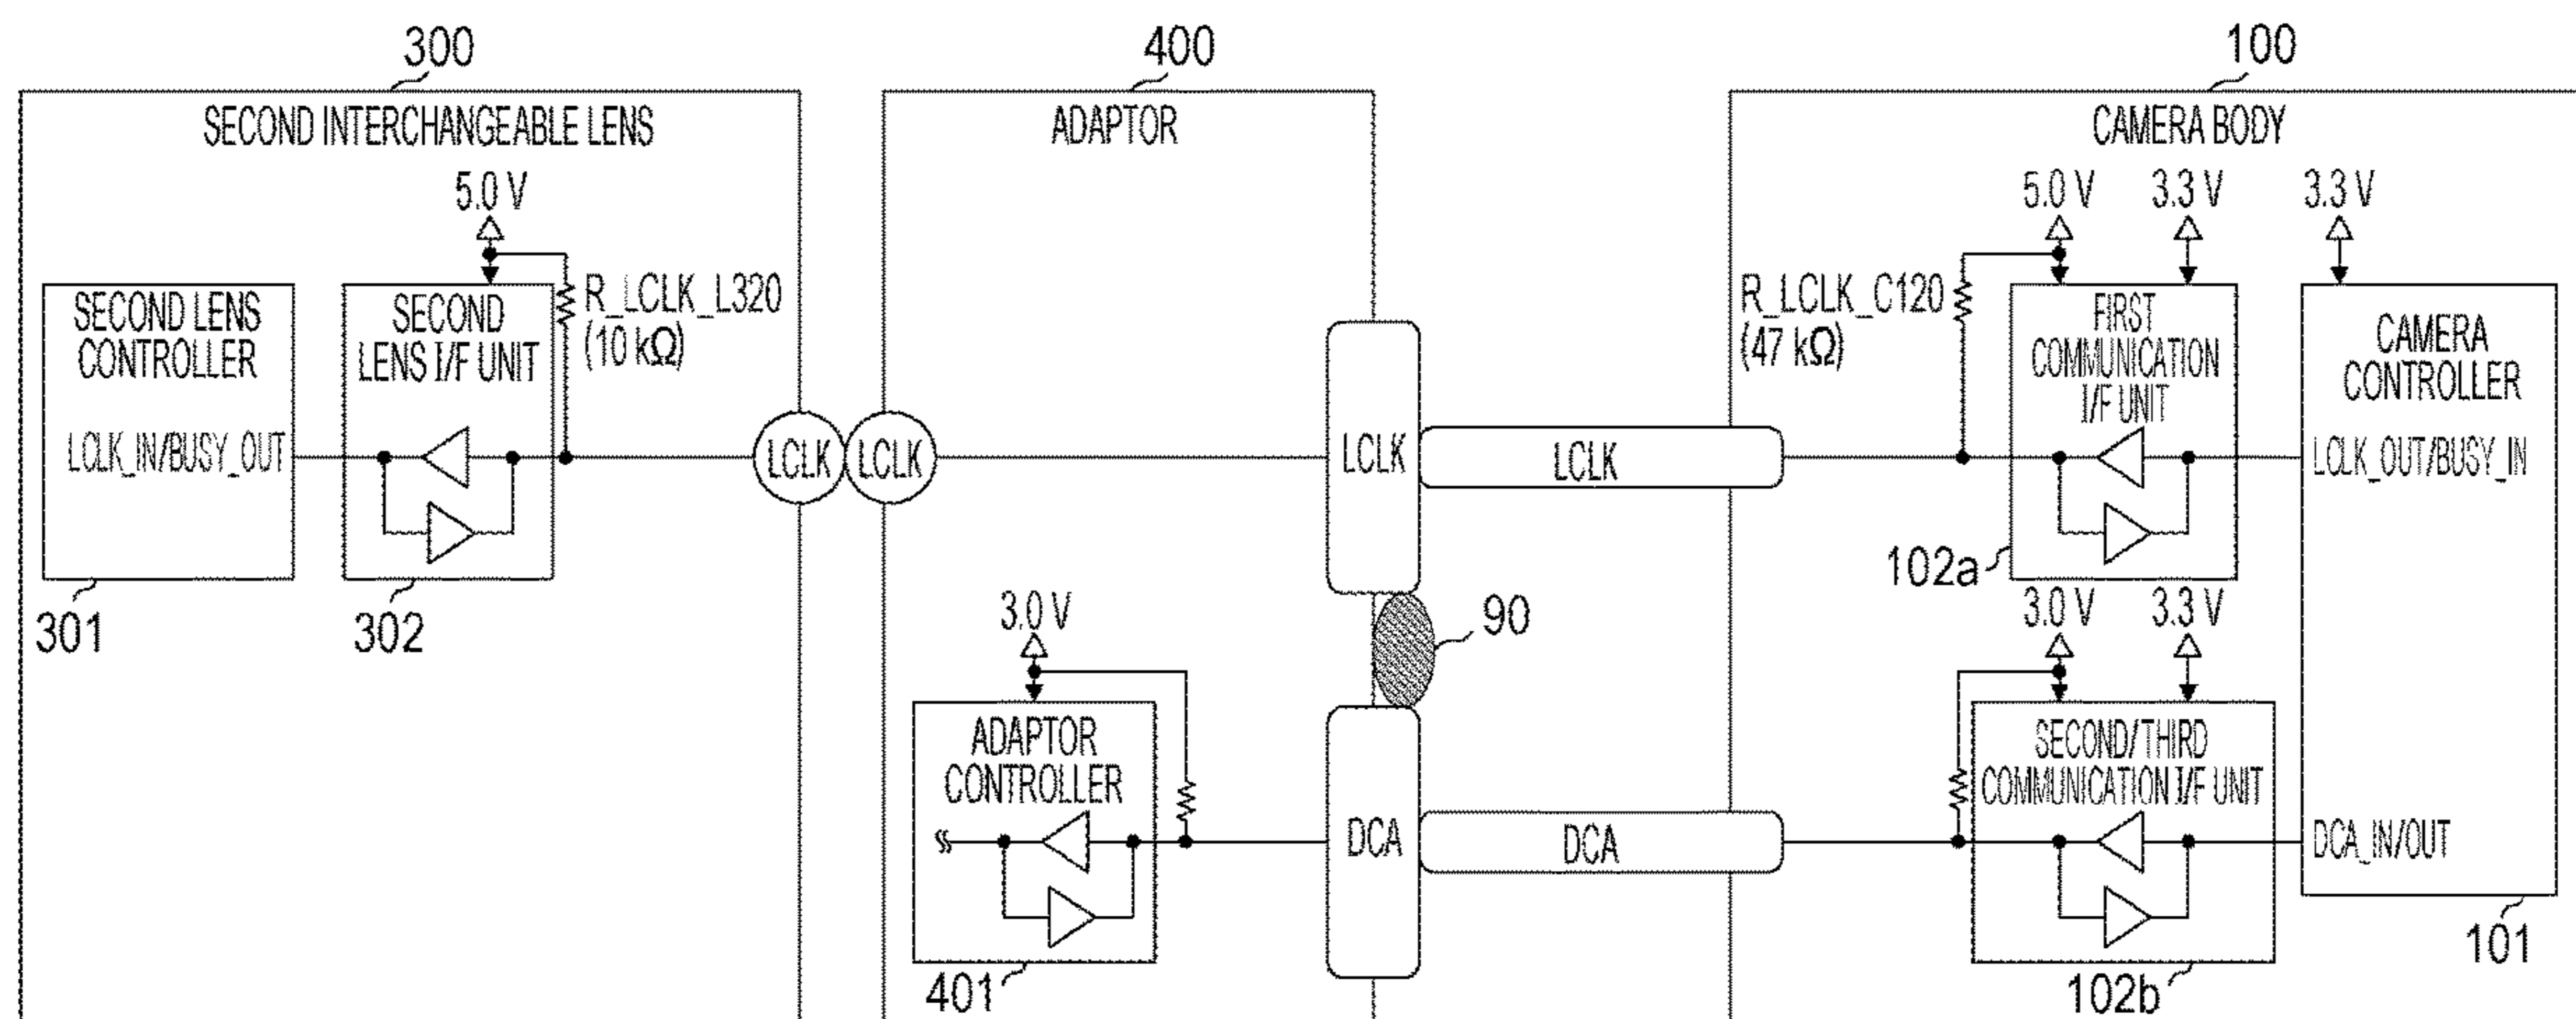 300
400
100
SECOND INTERCHANGEABLE LENS
ADAPTOR
CAMERA BODY
5.0 V
5.0 V
3.3 V
3.3 V
SECOND LENS
CONTROLLER
LCLK_IN/BUSY_OUT
SECOND
LENS I/F UNIT
R_LCLK_L320
(10 kΩ)
R_LCLK_C120
(47 kΩ)
FIRST
COMMUNICATION
I/F UNIT
CAMERA
CONTROLLER
LCLK_OUT/BUSY_IN
LCLK
LCLK
LCLK
LCLK
301
302
102a
3.0 V
90
3.0 V
3.3 V
ADAPTOR
CONTROLLER
SECOND/THIRD
COMMUNICATION I/F UNIT
DCA
DCA
DCA_IN/OUT
401
102b
101